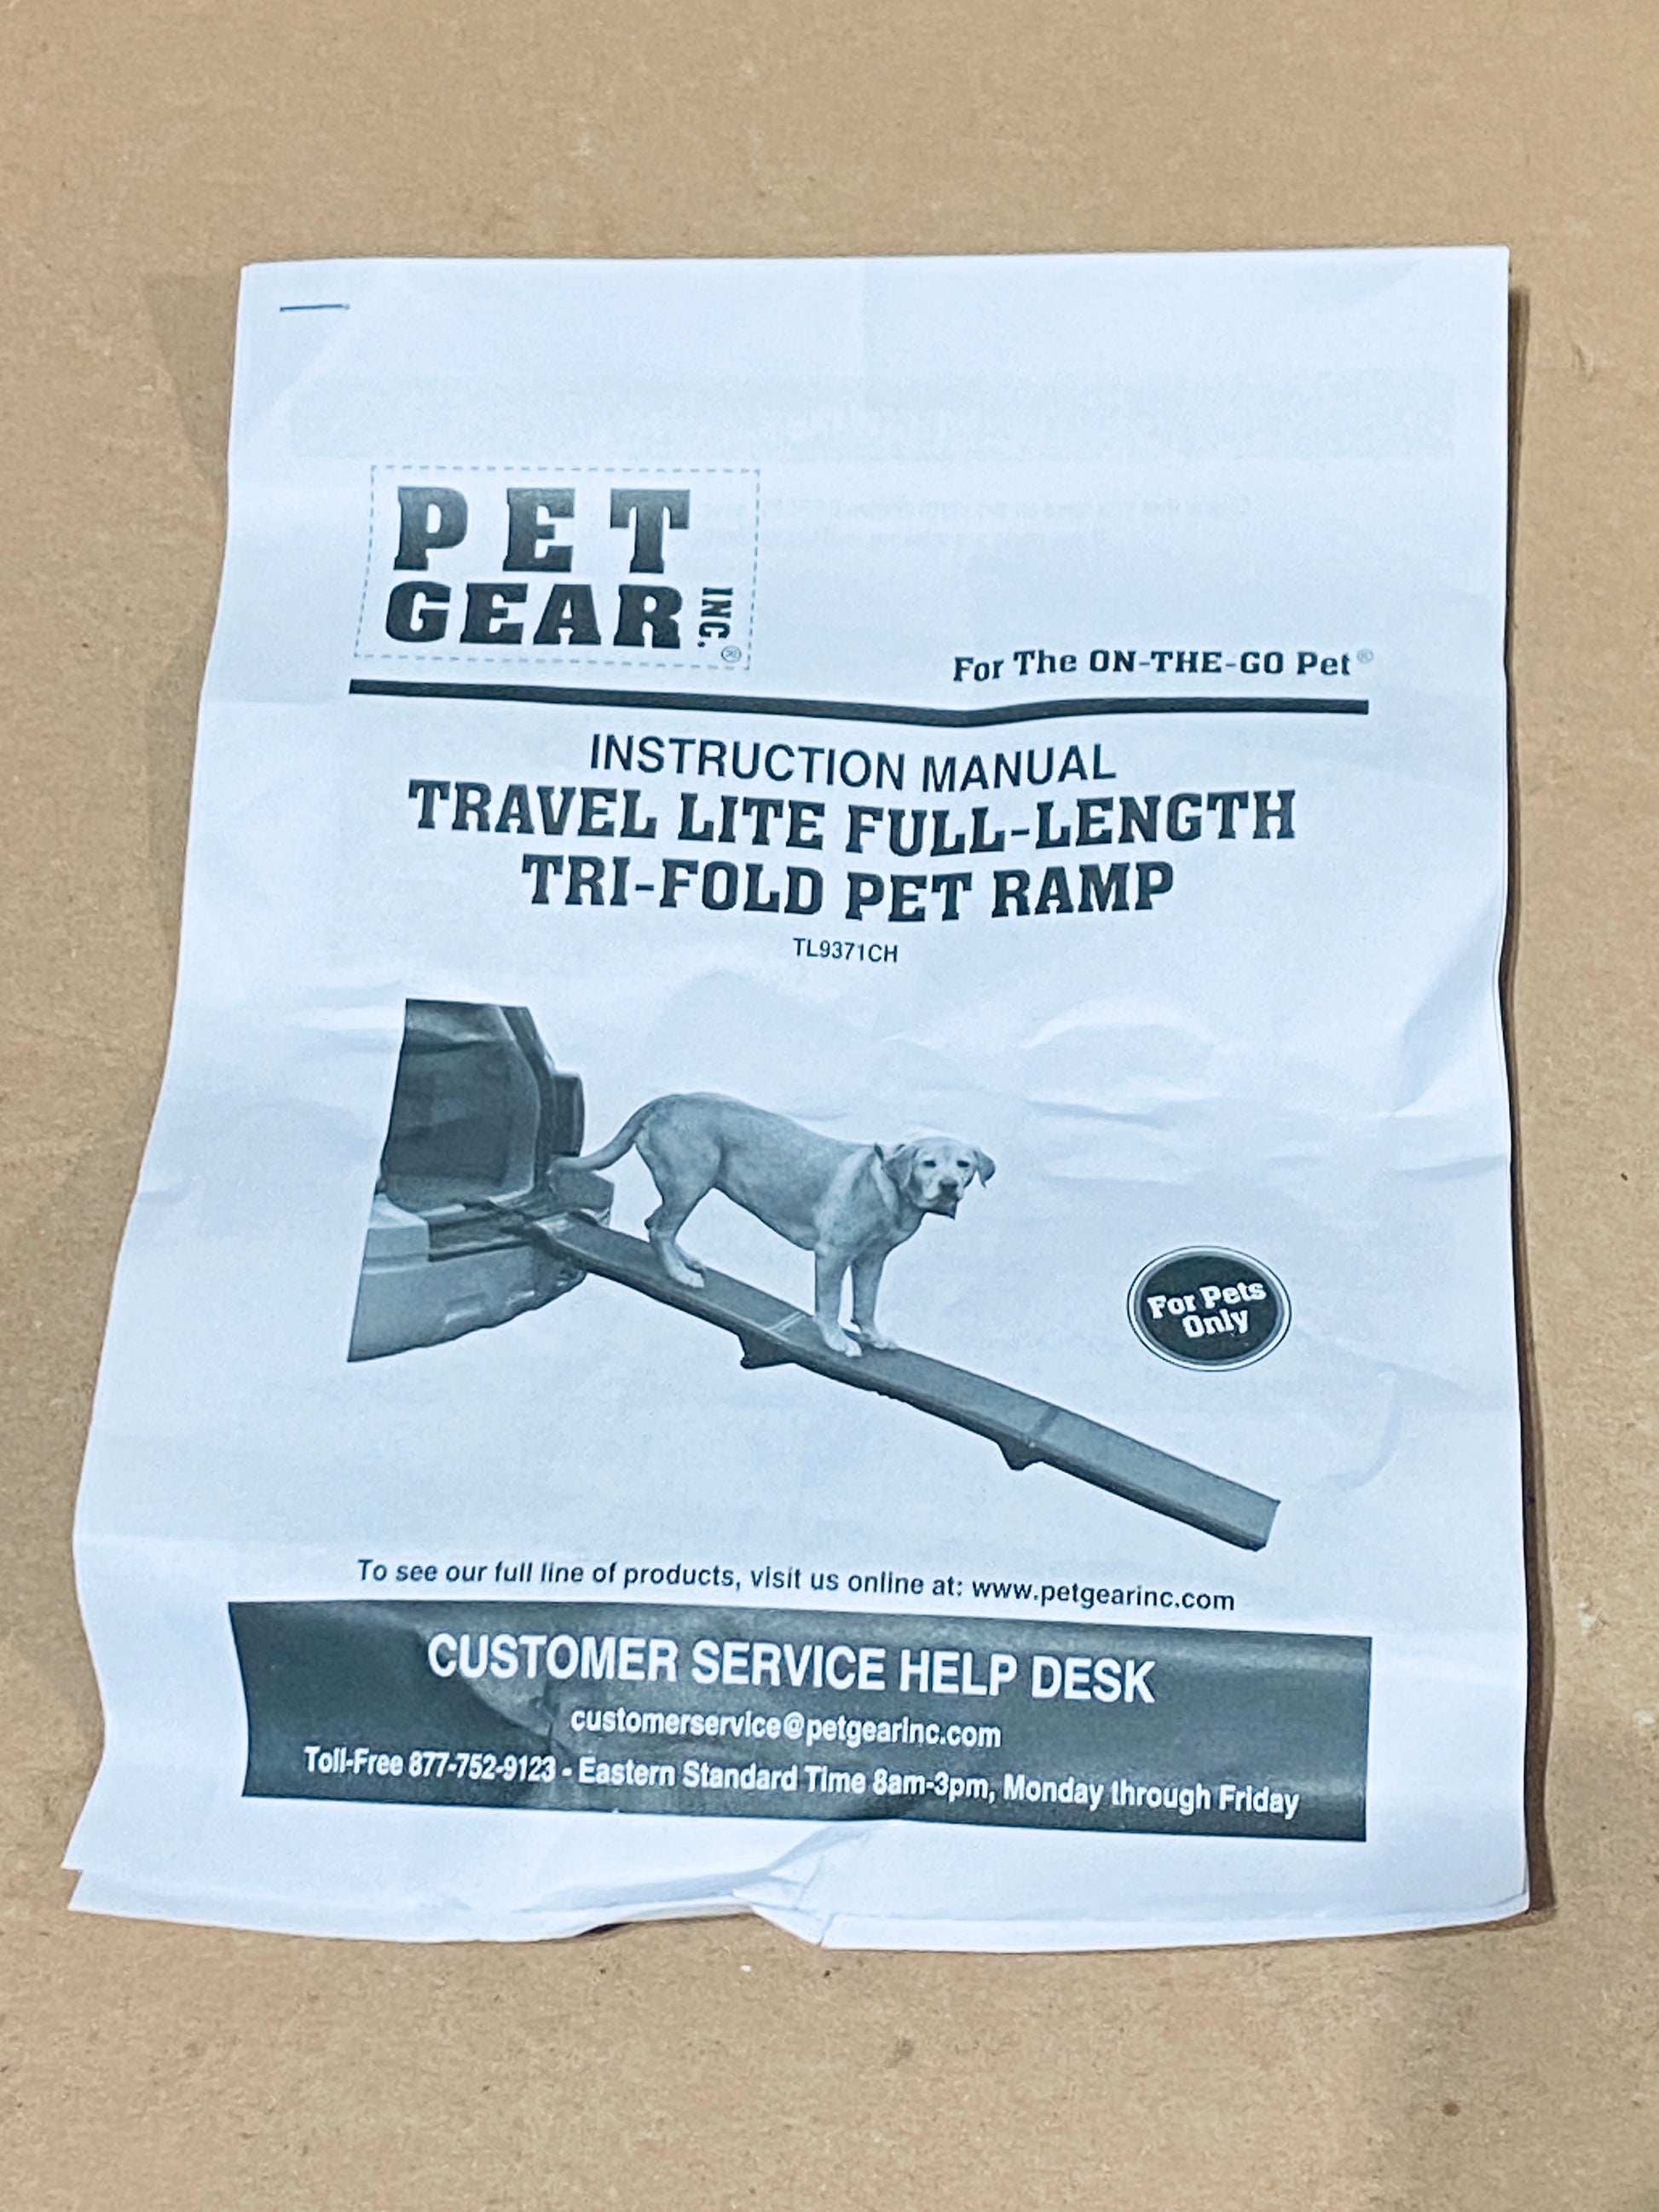 PET
GEAR INC.®
For The ON-THE-GO Pet®
INSTRUCTION MANUAL
TRAVEL LITE FULL-LENGTH
TRI-FOLD PET RAMP
TL9371CH
For Pets
Only
To see our full line of products, visit us online at: www.petgearinc.com
CUSTOMER SERVICE HELP DESK
customerservice@petgearinc.com
Toll-Free 877-752-9123 - Eastern Standard Time 8am-3pm, Monday through Friday